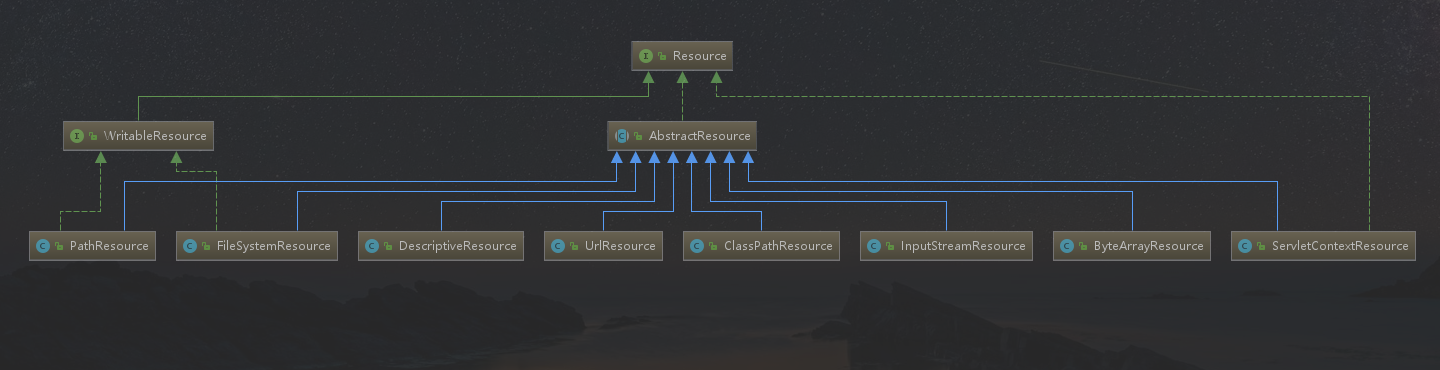 Resource
WritableResource
AbstractResource
PathResource
FileSystemResource
DescriptiveResource
UrlResource
ClassPathResource
InputStreamResource
ByteArrayResource
ServletContextResource